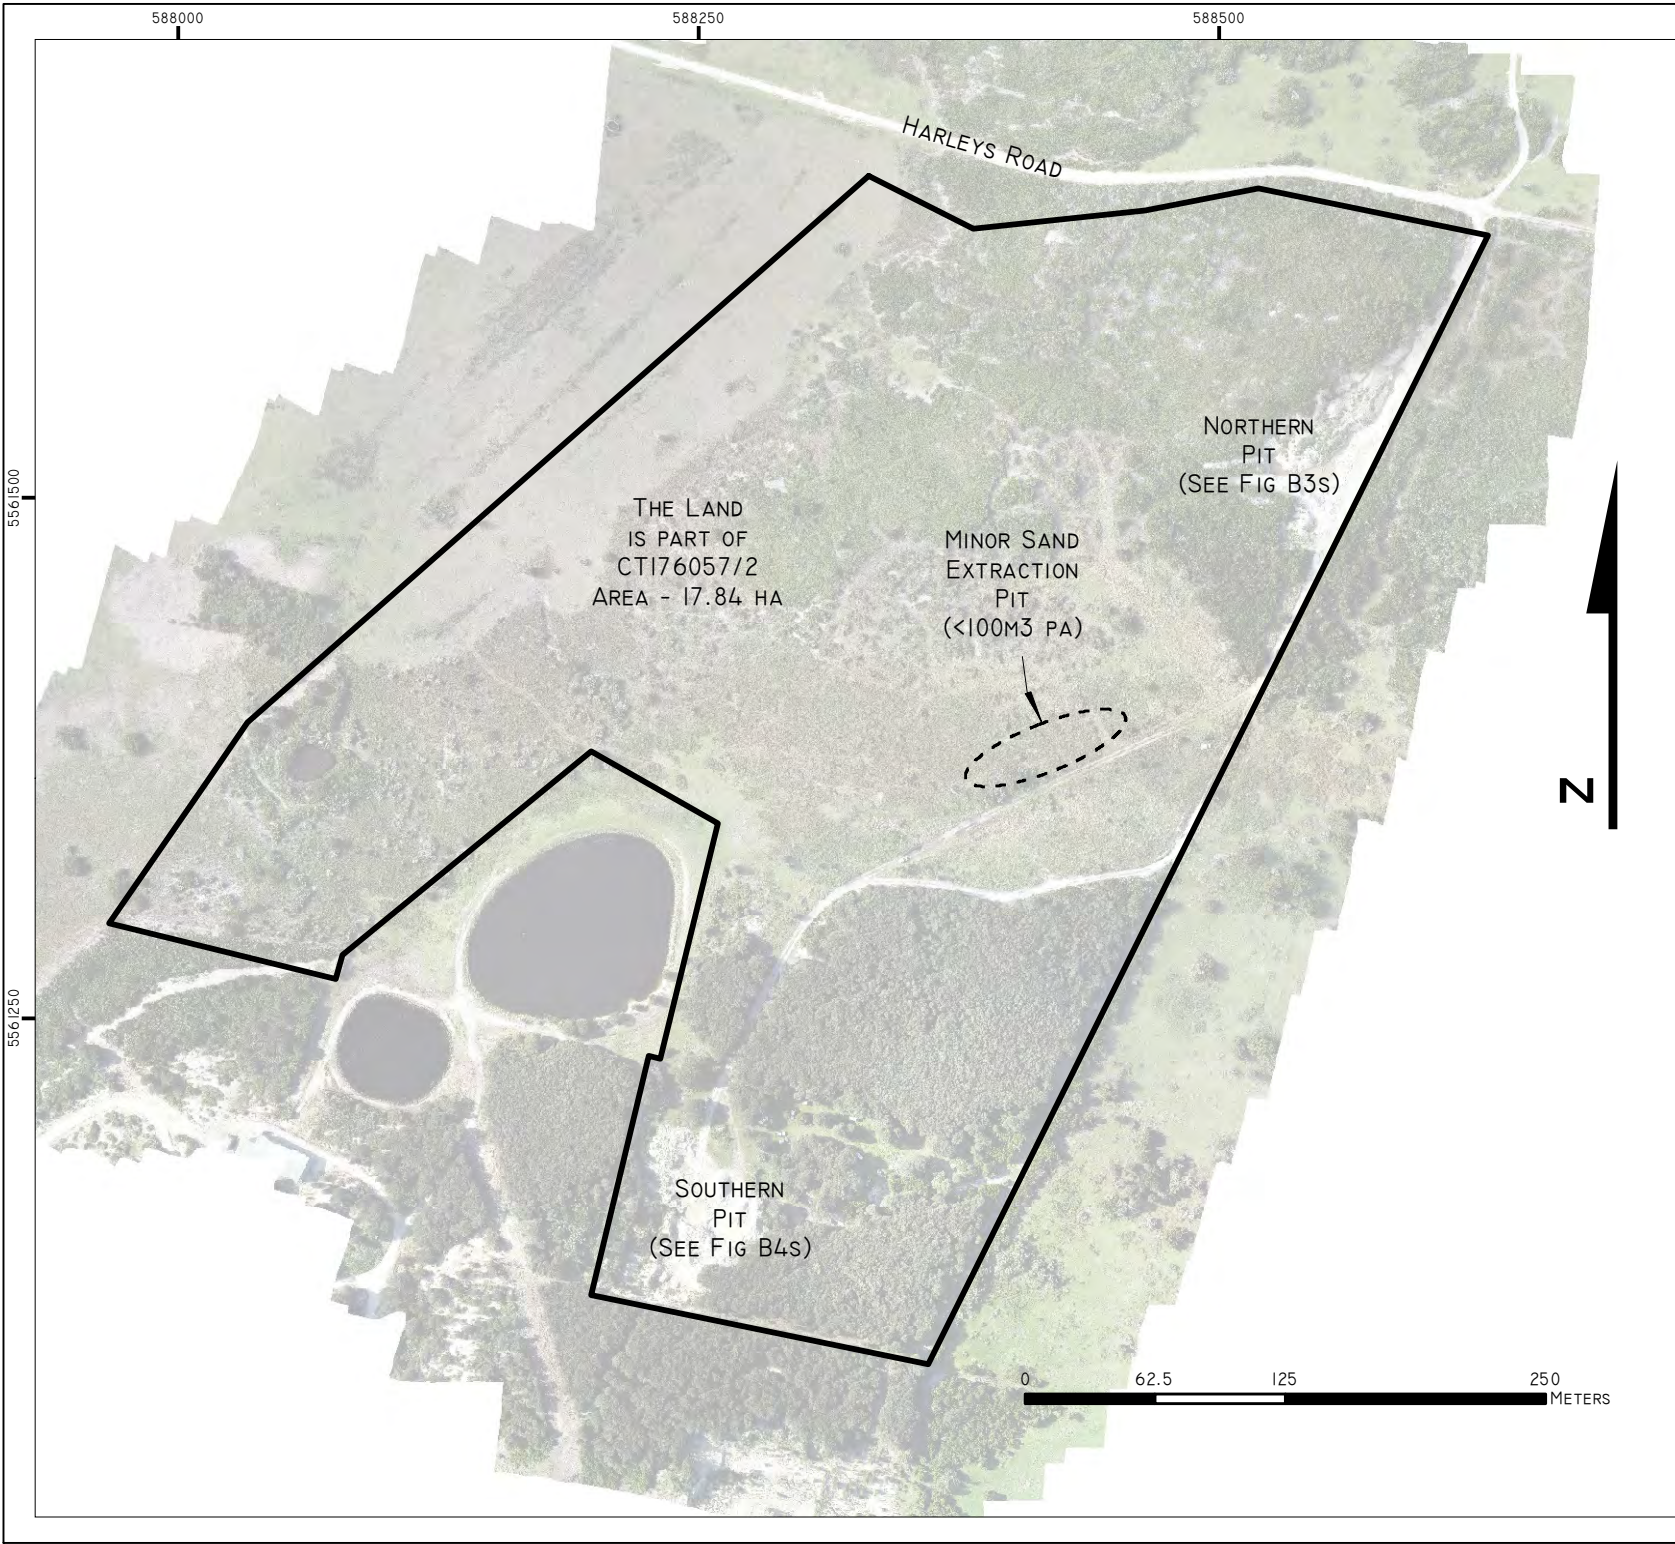 588000
588250
588500
HARLEYS ROAD
5561500
NORTHERN
PIT
(SEE FIG B3S)
THE LAND
IS PART OF
CT176057/2
AREA - 17.84 HA
MINOR SAND
EXTRACTION
PIT
(<100M3 PA)
N
5561250
SOUTHERN
PIT
(SEE FIG B4S)
0 62.5 125 250
METERS